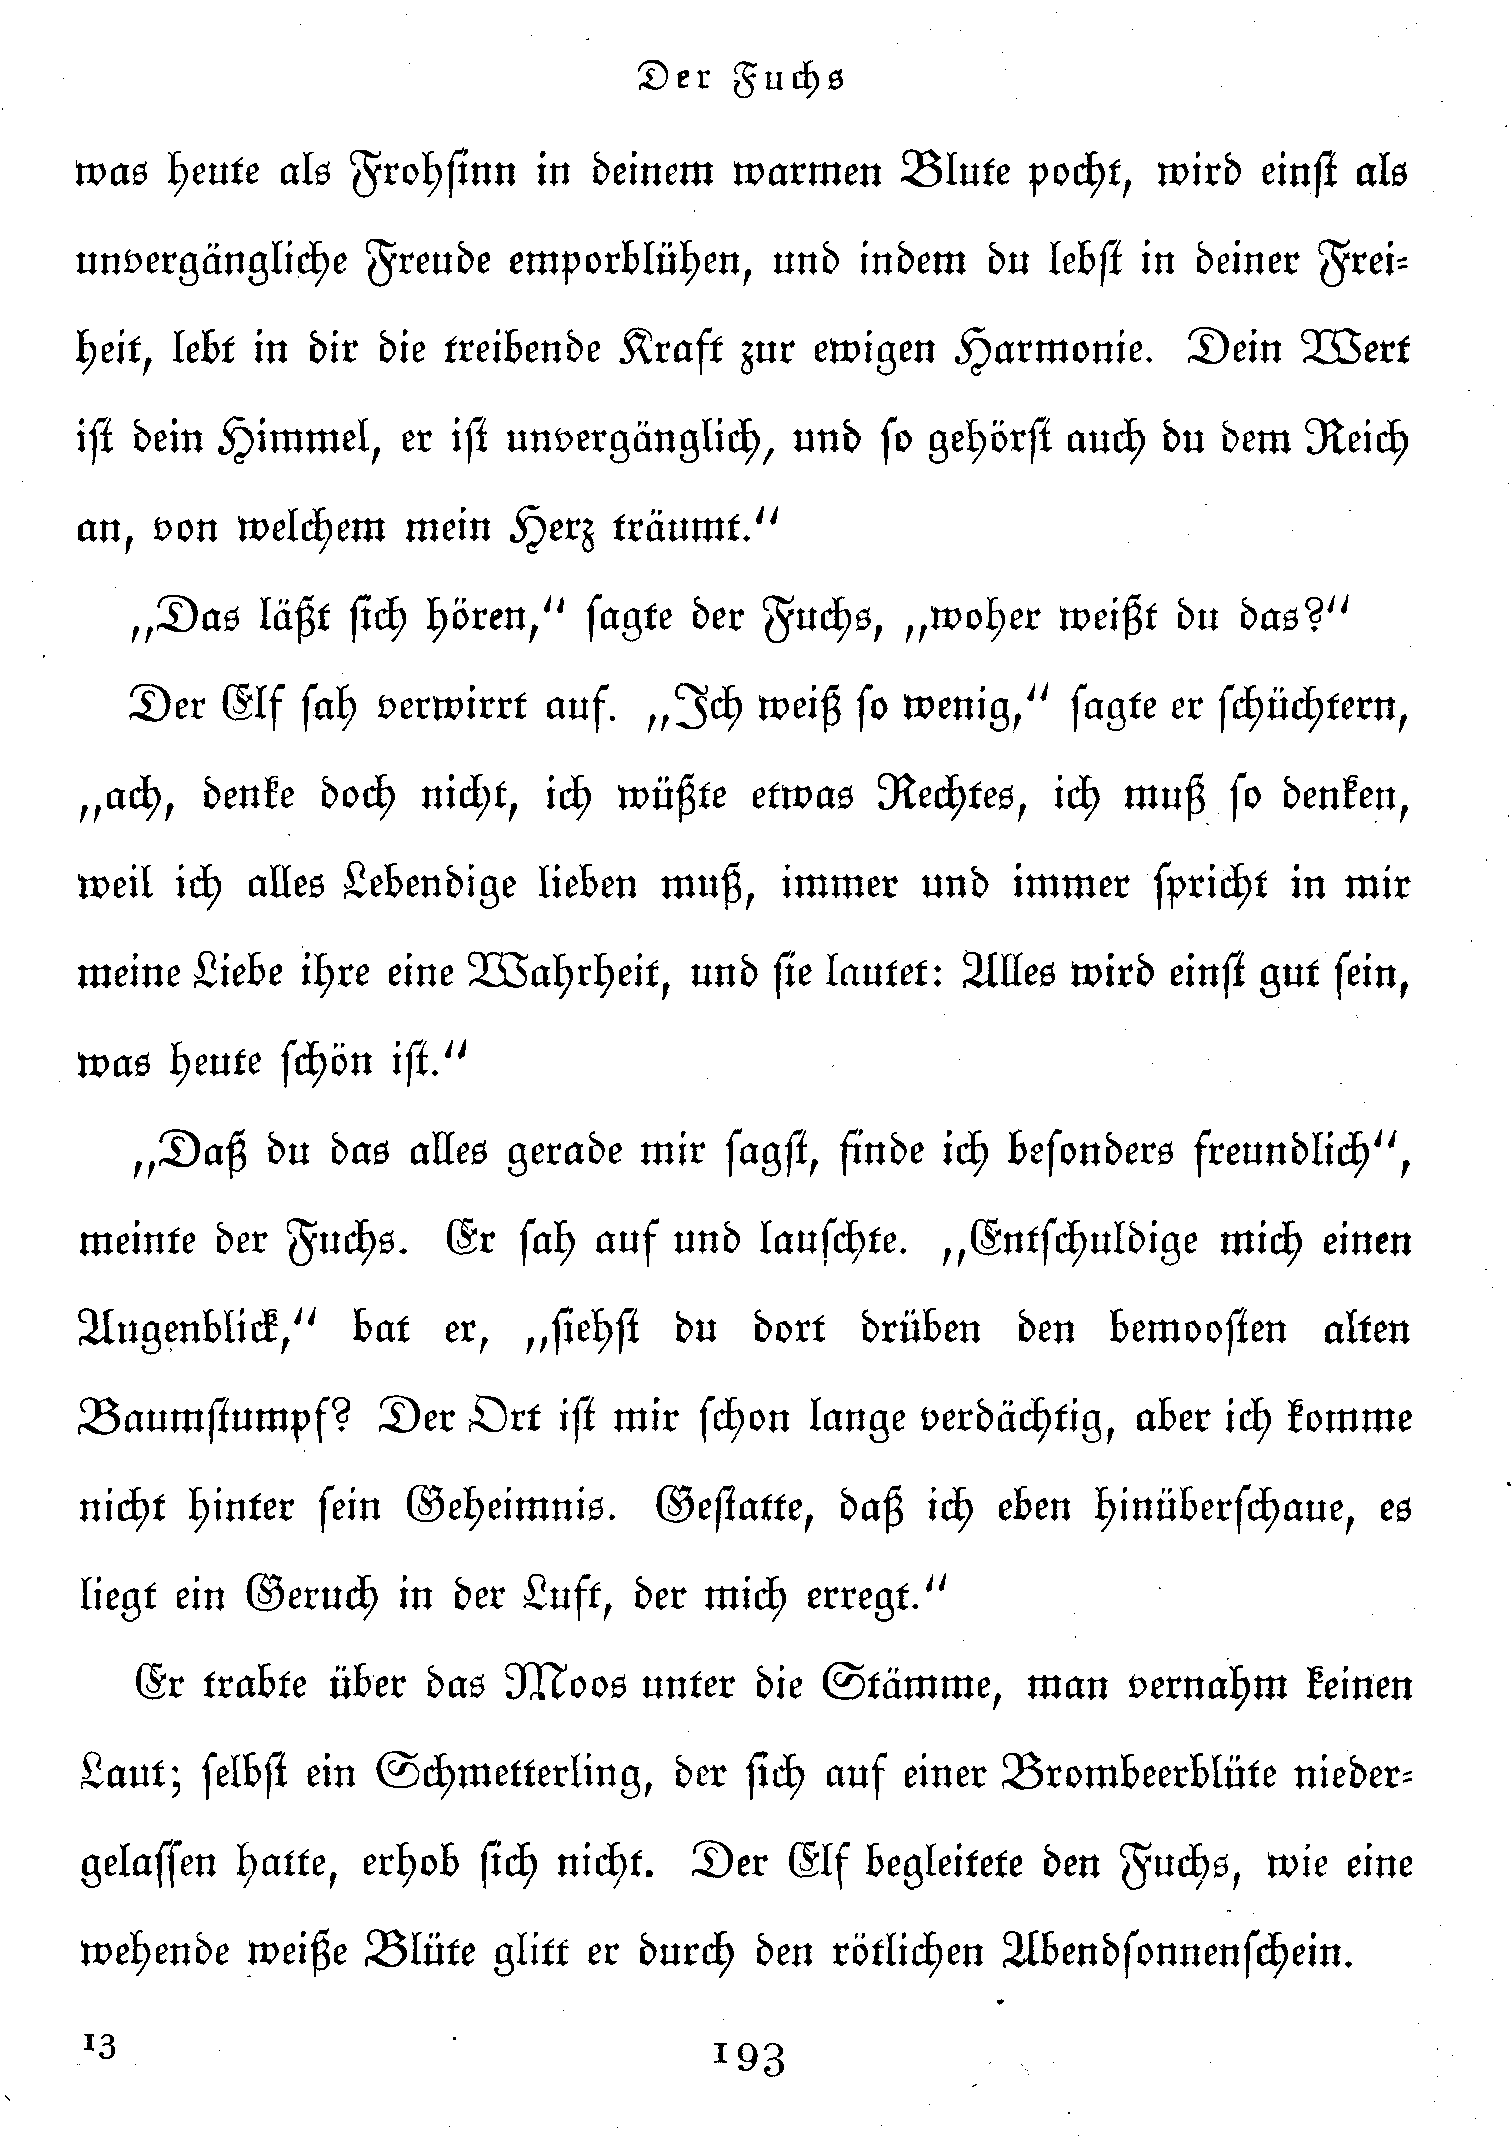 Der Fuchs
was heute als Frohsinn in deinem warmen Blute pocht, wird einst als
unvergängliche Freude emporblühen, und indem du lebst in deiner Frei-
heit, lebt in dir die treibende Kraft zur ewigen Harmonie. Dein Wert
ist dein Himmel, er ist unvergänglich, und so gehörst auch du dem Reich
an, von welchem mein Herz träumt.“
„Das läßt sich hören,“ sagte der Fuchs, „woher weißt du das?“
Der Elf sah verwirrt auf. „Ich weiß so wenig,“ sagte er schüchtern,
„ach, denke doch nicht, ich wüßte etwas Rechtes, ich muß so denken,
weil ich alles Lebendige lieben muß, immer und immer spricht in mir
meine Liebe ihre eine Wahrheit, und sie lautet: Alles wird einst gut sein,
was heute schön ist.“
„Daß du das alles gerade mir sagst, finde ich besonders freundlich“,
meinte der Fuchs. Er sah auf und lauschte. „Entschuldige mich einen
Augenblick,“ bat er, „siehst du dort drüben den bemoosten alten
Baumstumpf? Der Ort ist mir schon lange verdächtig, aber ich komme
nicht hinter sein Geheimnis. Gestatte, daß ich eben hinüberschaue, es
liegt ein Geruch in der Luft, der mich erregt.“
Er trabte über das Moos unter die Stämme, man vernahm keinen
Laut; selbst ein Schmetterling, der sich auf einer Brombeerblüte nieder-
gelassen hatte, erhob sich nicht. Der Elf begleitete den Fuchs, wie eine
wehende weiße Blüte glitt er durch den rötlichen Abendsonnenschein.
13
193